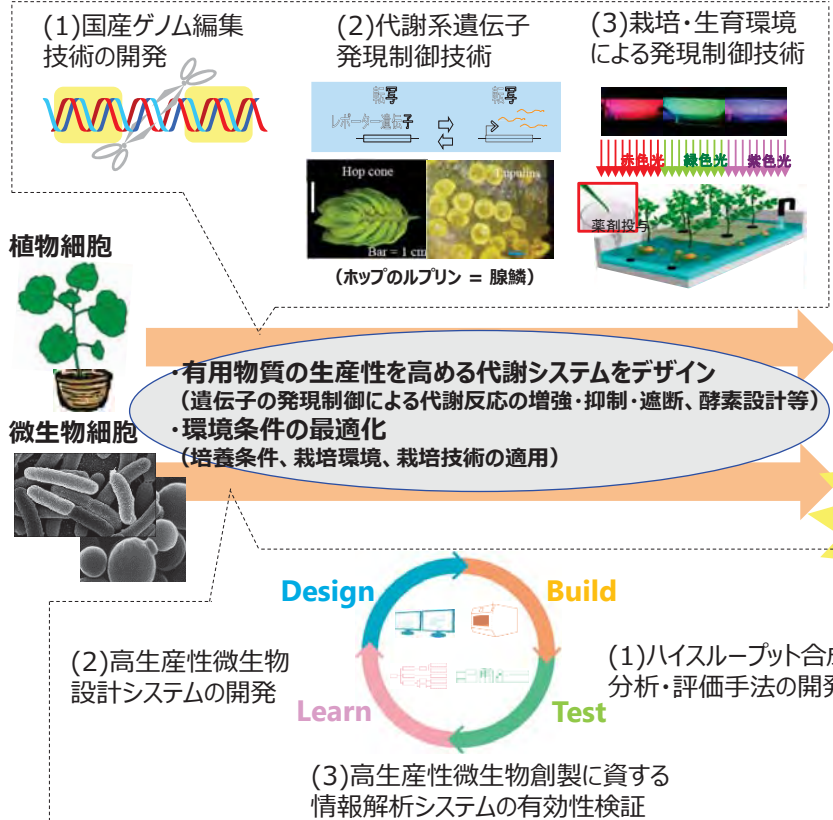 (1)国産ゲノム編集
技術の開発
(2)代謝系遺伝子
発現制御技術
(3)栽培・生育環境
による発現制御技術
転写
転写
レポーター遺伝子
赤色光
緑色光
紫色光
薬剤投与
Hop cone
Lupulins
Bar = 1 cm
(ホップのルプリン = 腺鱗)
植物細胞
・有用物質の生産性を高める代謝システムをデザイン
(遺伝子の発現制御による代謝反応の増強・抑制・遮断、酵素設計等)
・環境条件の最適化
(培養条件、栽培環境、栽培技術の適用)
微生物細胞
Design
Build
Learn
Test
(2)高生産性微生物
設計システムの開発
(1)ハイスループット合成
分析・評価手法の開発
(3)高生産性微生物創製に資する
情報解析システムの有効性検証